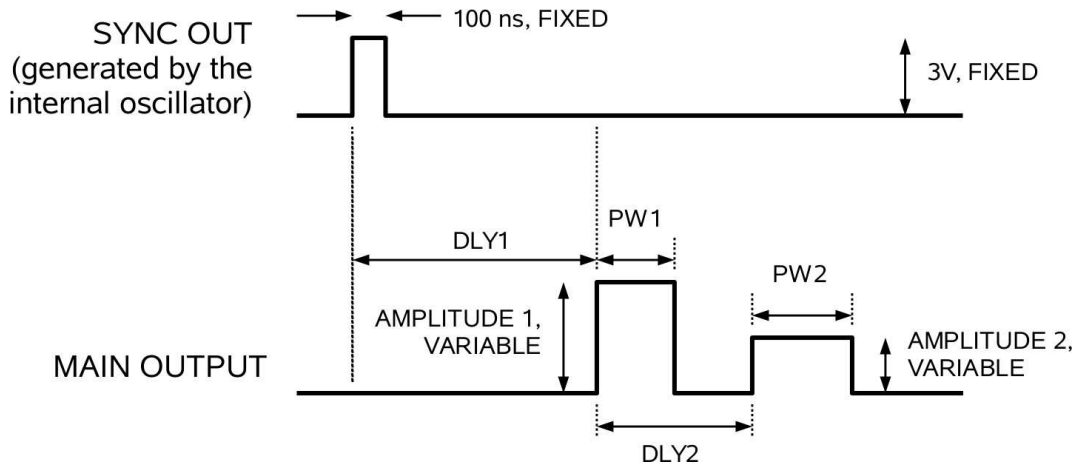 SYNC OUT
(generated by the
internal oscillator)
100 ns, FIXED
3V, FIXED
DLY1
PW1
PW2
AMPLITUDE 1,
VARIABLE
AMPLITUDE 2,
VARIABLE
MAIN OUTPUT
DLY2